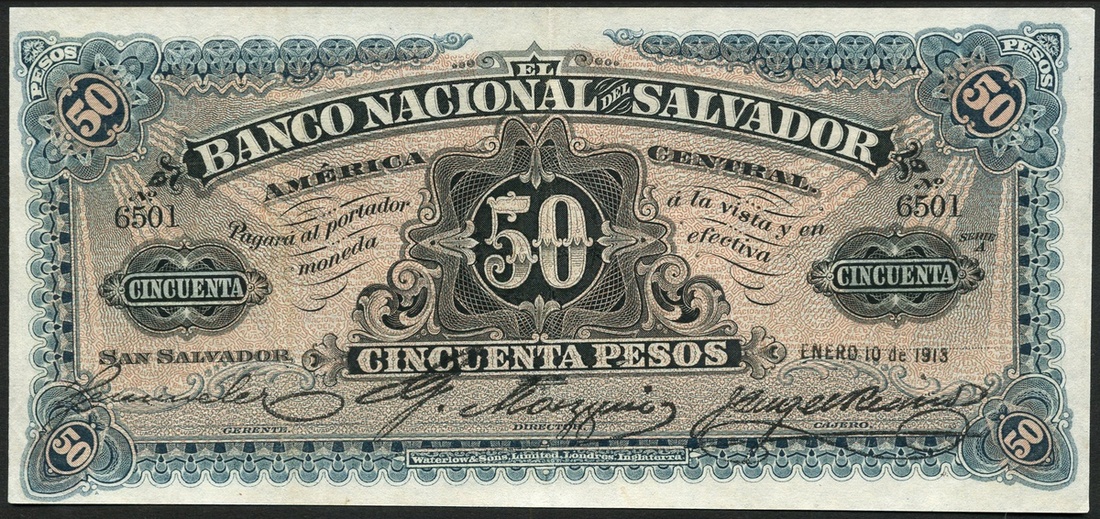 PESOS
50
PESOS
50
EL
BANCO NACIONAL DEL SALVADOR
AMÉRICA CENTRAL.
Nº 6501
Nº 6501
Pagará al portador á la vista y en
moneda efectiva
SERIE A
50
CINCUENTA
CINCUENTA
CINCUENTA PESOS
SAN SALVADOR,
ENERO 10 de 1913
GERENTE.
DIRECTOR
CAJERO.
50
50
Waterlow & Sons, Limited, Londres, Inglaterra.